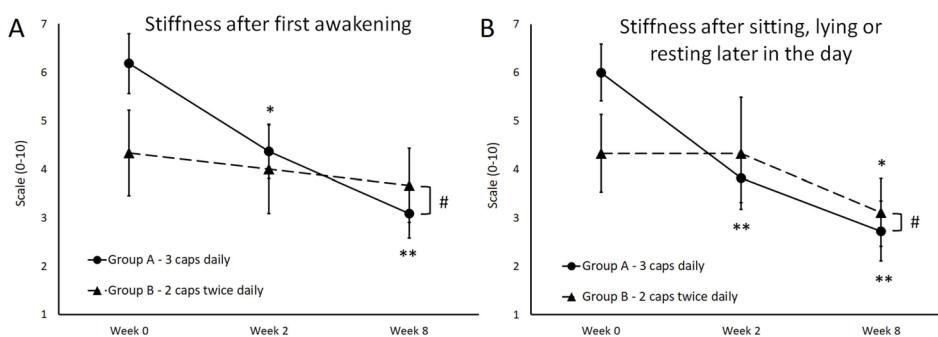 A
Stiffness after first awakening
7
6
5
4
3
2
1
Scale (0-10)
*
**
#
Group A - 3 caps daily
Group B - 2 caps twice daily
Week 0
Week 2
Week 8
B
Stiffness after sitting, lying or
resting later in the day
7
6
5
4
3
2
1
Scale (0-10)
**
*
#
**
Group A - 3 caps daily
Group B - 2 caps twice daily
Week 0
Week 2
Week 8